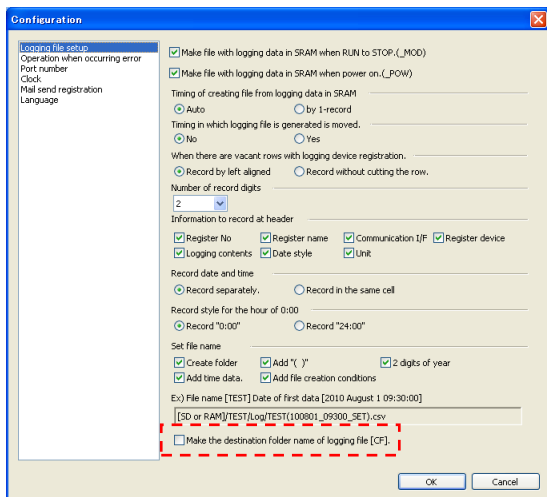 Configuration
Logging file setup
Operation when occurring error
Port number
Clock
Mail send registration
Language
Make file with logging data in SRAM when RUN to STOP.(_MOD)
Make file with logging data in SRAM when power on.(_POW)
Timing of creating file from logging data in SRAM
Auto by 1-record
Timing in which logging file is generated is moved.
No Yes
When there are vacant rows with logging device registration.
Record by left aligned Record without cutting the row.
Number of record digits
2
Information to record at header
Register No Register name Communication I/F Register device
Logging contents Date style Unit
Record date and time
Record separately. Record in the same cell
Record style for the hour of 0:00
Record "0:00" Record "24:00"
Set file name
Create folder Add "( )" 2 digits of year
Add time data. Add file creation conditions
Ex) File name [TEST] Date of first data [2010 August 1 09:30:00]
[SD or RAM]/TEST/Log/TEST(100801_09300_SET).csv
Make the destination folder name of logging file [CF].
OK Cancel